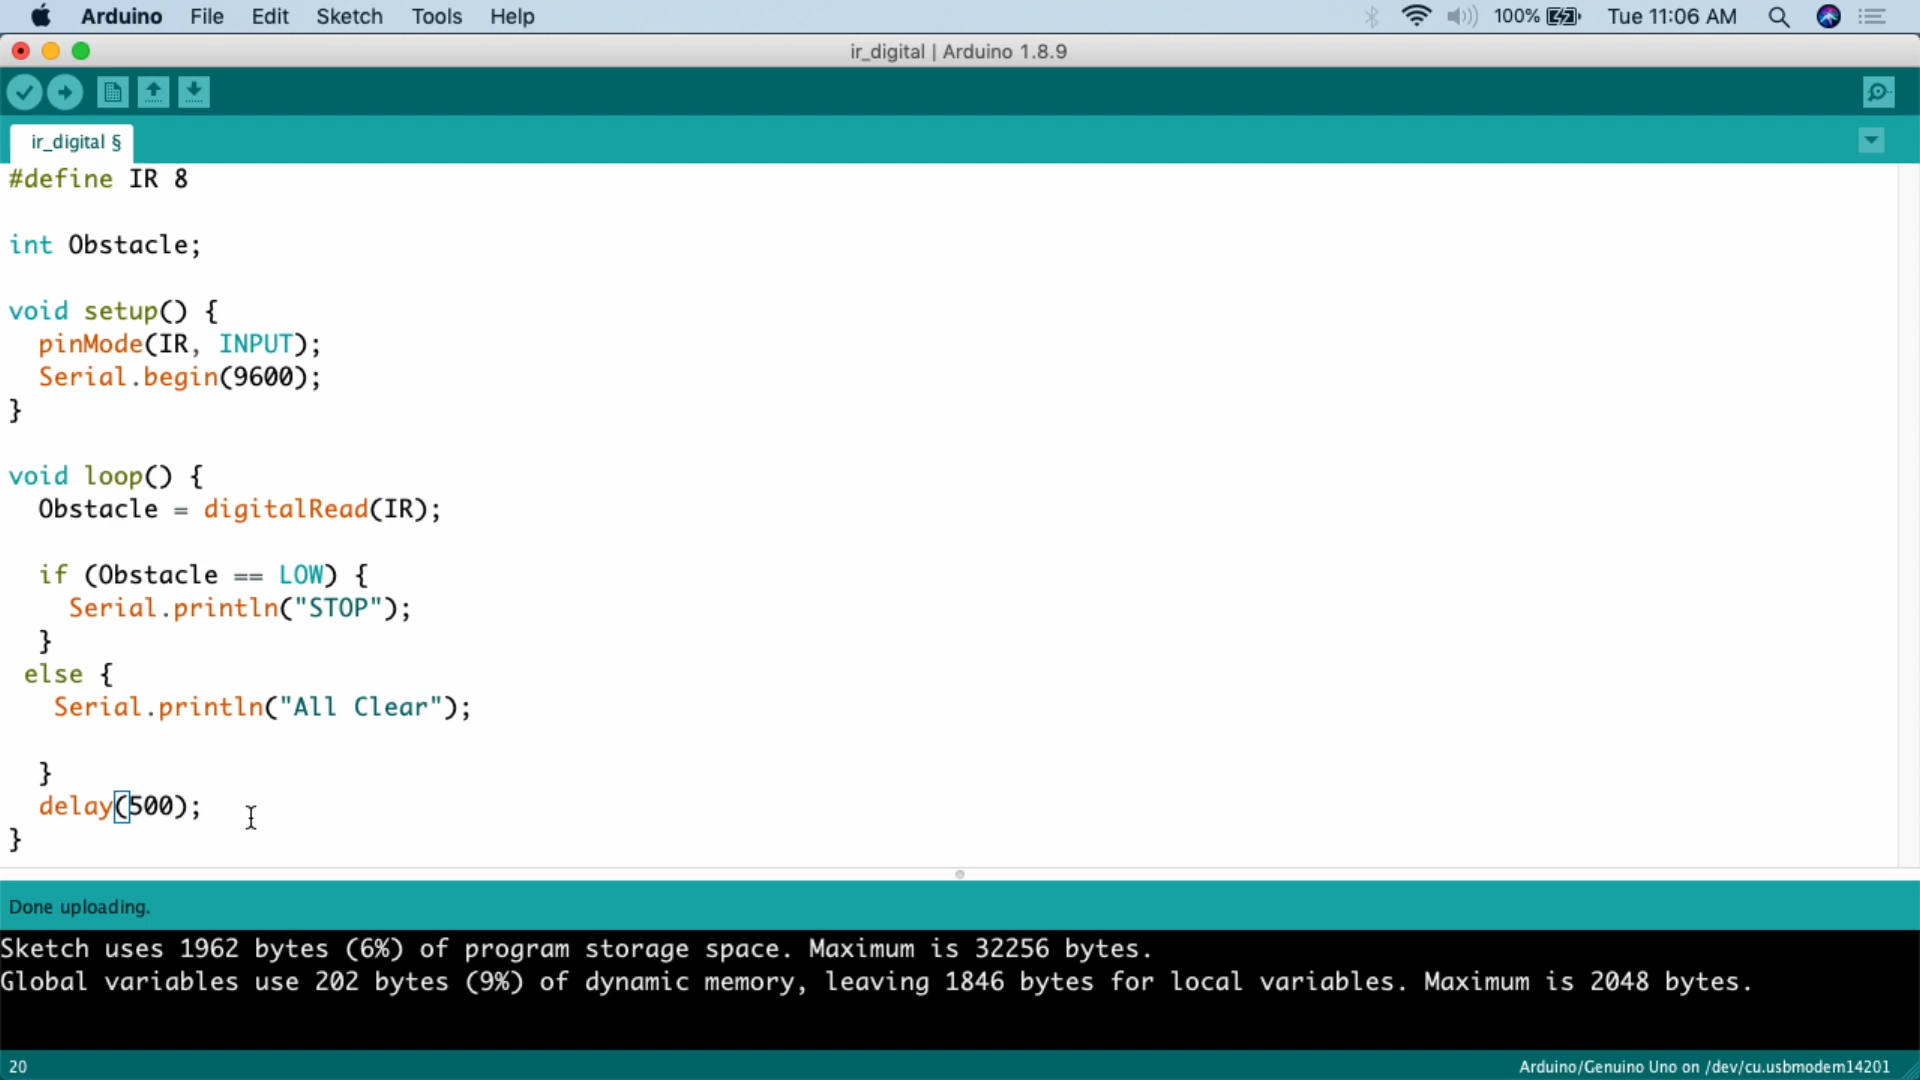 Arduino File Edit Sketch Tools Help 100% Tue 11:06 AM
ir_digital | Arduino 1.8.9
ir_digital §
#define IR 8
int Obstacle;
void setup() {
pinMode(IR, INPUT);
Serial.begin(9600);
}
void loop() {
Obstacle = digitalRead(IR);
if (Obstacle == LOW) {
Serial.println("STOP");
}
else {
Serial.println("All Clear");
}
delay(500);
}
Done uploading.
Sketch uses 1962 bytes (6%) of program storage space. Maximum is 32256 bytes.
Global variables use 202 bytes (9%) of dynamic memory, leaving 1846 bytes for local variables. Maximum is 2048 bytes.
20 Arduino/Genuino Uno on /dev/cu.usbmodem14201